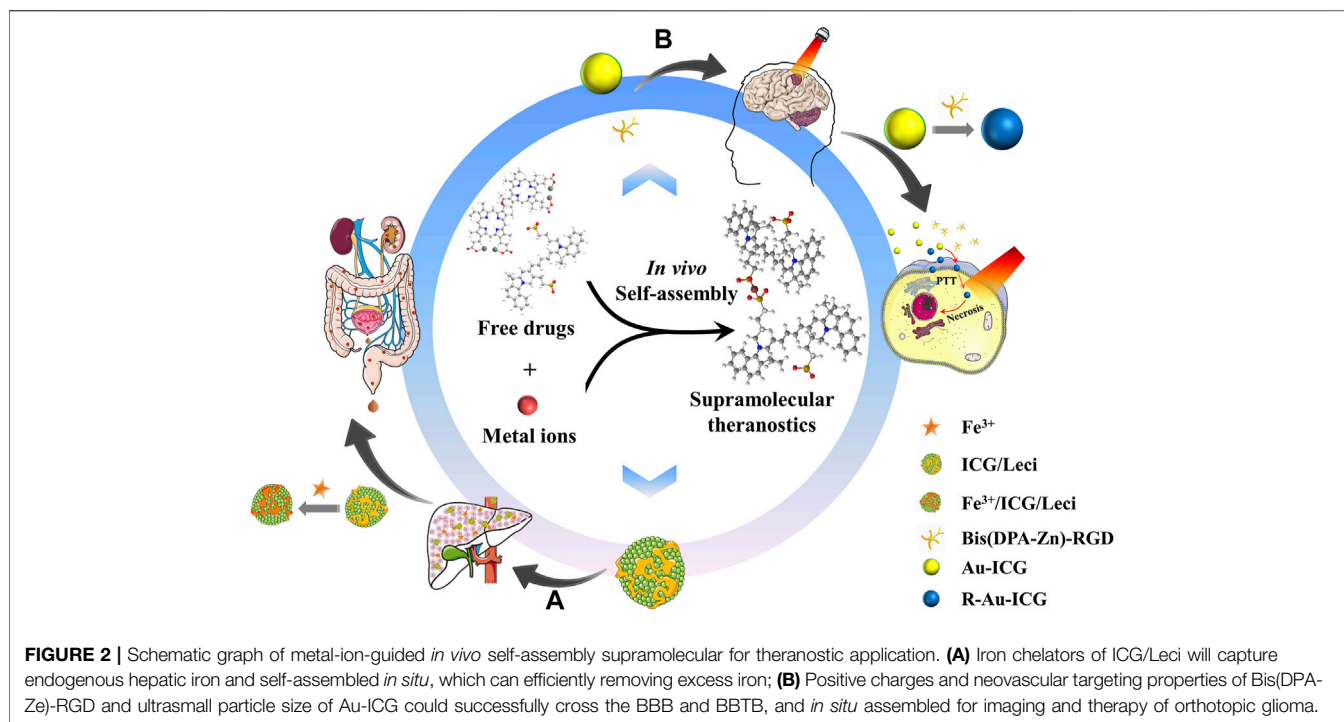 B
In vivo
Self-assembly
Free drugs
+
Metal ions
Supramolecular
theranostics
PTT
Necrosis
A
Fe³⁺
ICG/Leci
Fe³⁺/ICG/Leci
Bis(DPA-Zn)-RGD
Au-ICG
R-Au-ICG
FIGURE 2 | Schematic graph of metal-ion-guided in vivo self-assembly supramolecular for theranostic application. (A) Iron chelators of ICG/Leci will capture
endogenous hepatic iron and self-assembled in situ, which can efficiently removing excess iron; (B) Positive charges and neovascular targeting properties of Bis(DPA-
Ze)-RGD and ultrasmall particle size of Au-ICG could successfully cross the BBB and BBTB, and in situ assembled for imaging and therapy of orthotopic glioma.